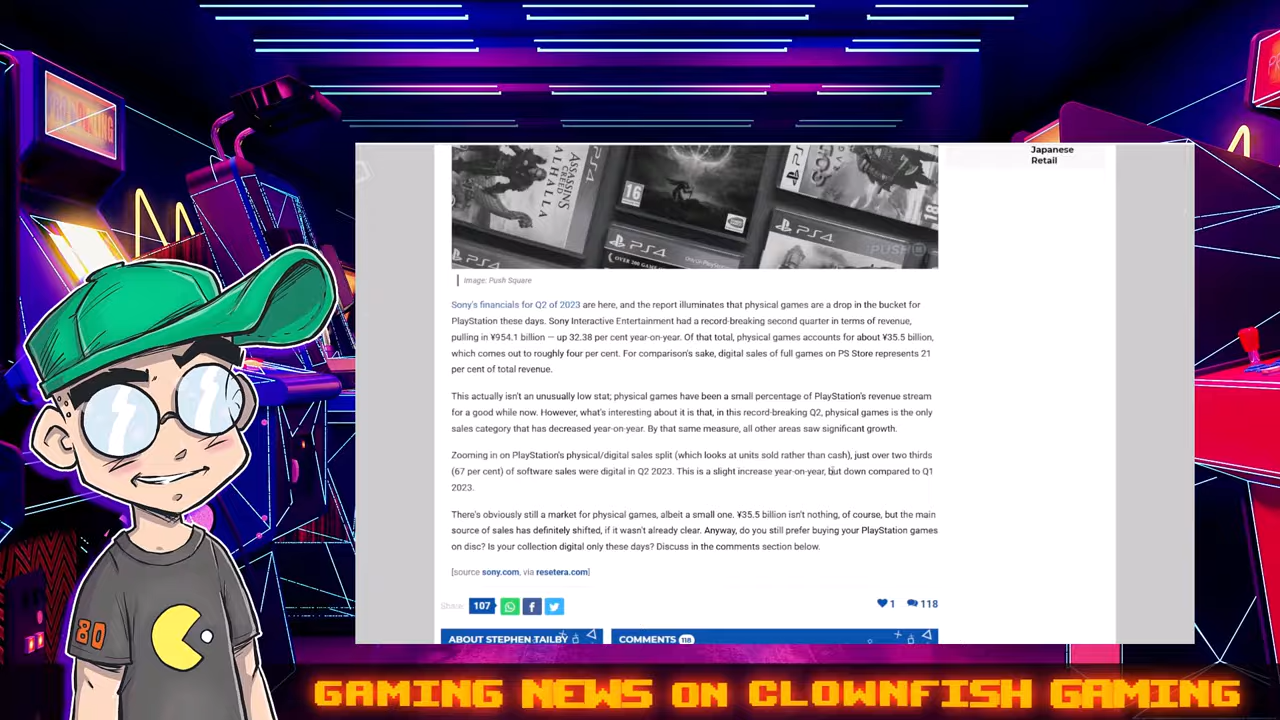 Japanese
Retail
ASSASSIN'S
CREED
VALHALLA
PS4
16
PS4
PS4
18
PUSH
Image: Push Square
Sony's financials for Q2 of 2023 are here, and the report illuminates that physical games are a drop in the bucket for
PlayStation these days. Sony Interactive Entertainment had a record-breaking second quarter in terms of revenue,
pulling in ¥954.1 billion — up 32.38 per cent year-on-year. Of that total, physical games accounts for about ¥35.5 billion,
which comes out to roughly four per cent. For comparison's sake, digital sales of full games on PS Store represents 21
per cent of total revenue.
This actually isn't an unusually low stat; physical games have been a small percentage of PlayStation's revenue stream
for a good while now. However, what's interesting about it is that, in this record-breaking Q2, physical games is the only
sales category that has decreased year-on-year. By that same measure, all other areas saw significant growth.
Zooming in on PlayStation's physical/digital sales split (which looks at units sold rather than cash), just over two thirds
(67 per cent) of software sales were digital in Q2 2023. This is a slight increase year-on-year, but down compared to Q1
2023.
There's obviously still a market for physical games, albeit a small one. ¥35.5 billion isn't nothing, of course, but the main
source of sales has definitely shifted, if it wasn't already clear. Anyway, do you still prefer buying your PlayStation games
on disc? Is your collection digital only these days? Discuss in the comments section below.
[source sony.com, via resetera.com]
Share: 107
1 118
ABOUT STEPHEN TAILBY
COMMENTS 118
80
GAMING NEWS ON CLOWNFISH GAMING